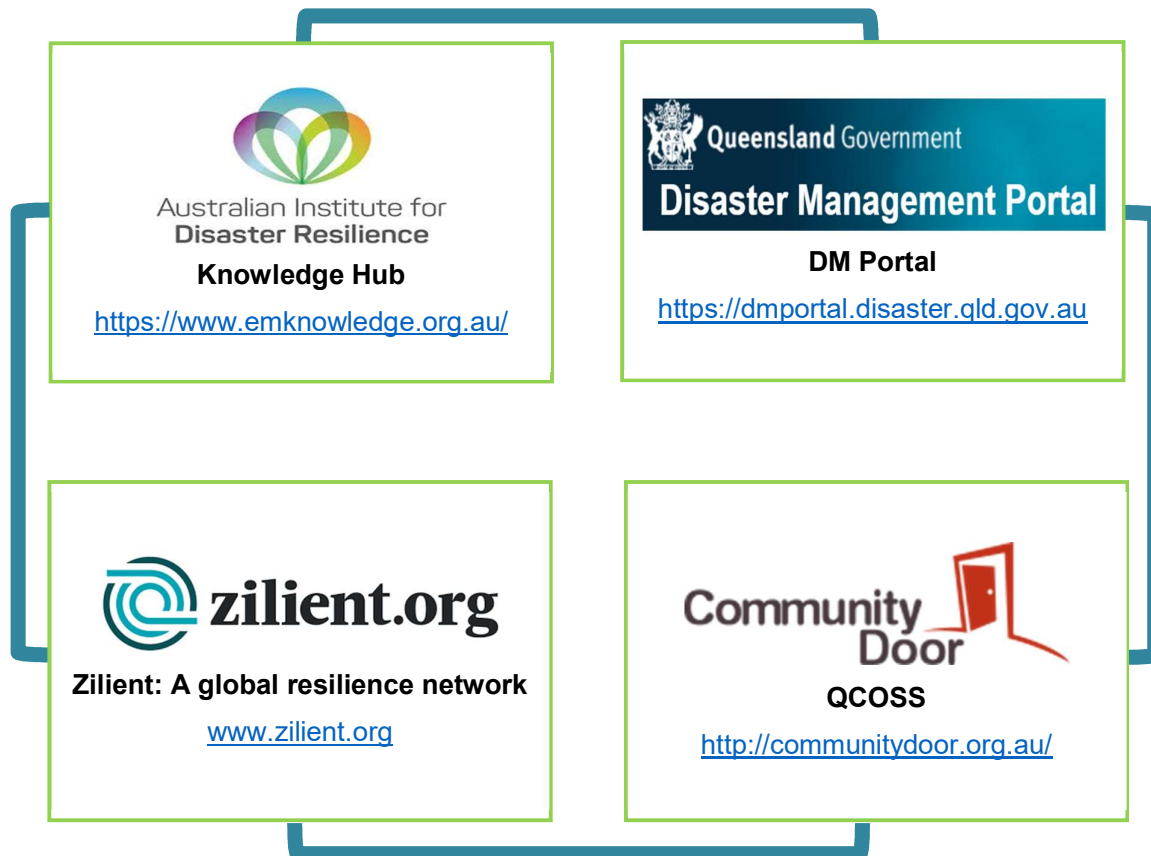 Australian Institute for
Disaster Resilience
Knowledge Hub
https://www.emknowledge.org.au/
Queensland Government
Disaster Management Portal
DM Portal
https://dmportal.disaster.qld.gov.au
zilient.org
Zilient: A global resilience network
www.zilient.org
Community
Door
QCOSS
http://communitydoor.org.au/